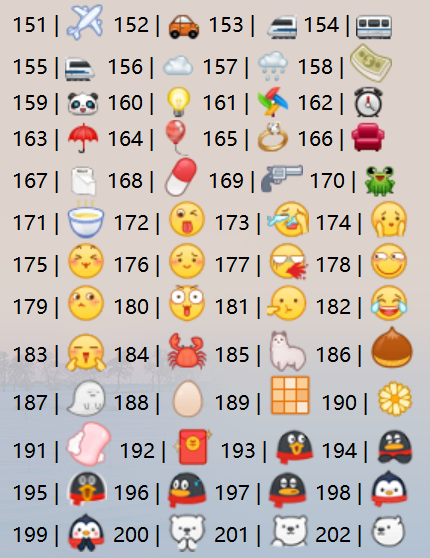 151 | 152 | 153 | 154 |
155 | 156 | 157 | 158 |
159 | 160 | 161 | 162 |
163 | 164 | 165 | 166 |
167 | 168 | 169 | 170 |
171 | 172 | 173 | 174 |
175 | 176 | 177 | 178 |
179 | 180 | 181 | 182 |
183 | 184 | 185 | 186 |
187 | 188 | 189 | 190 |
191 | 192 | 193 | 194 |
195 | 196 | 197 | 198 |
199 | 200 | 201 | 202 |